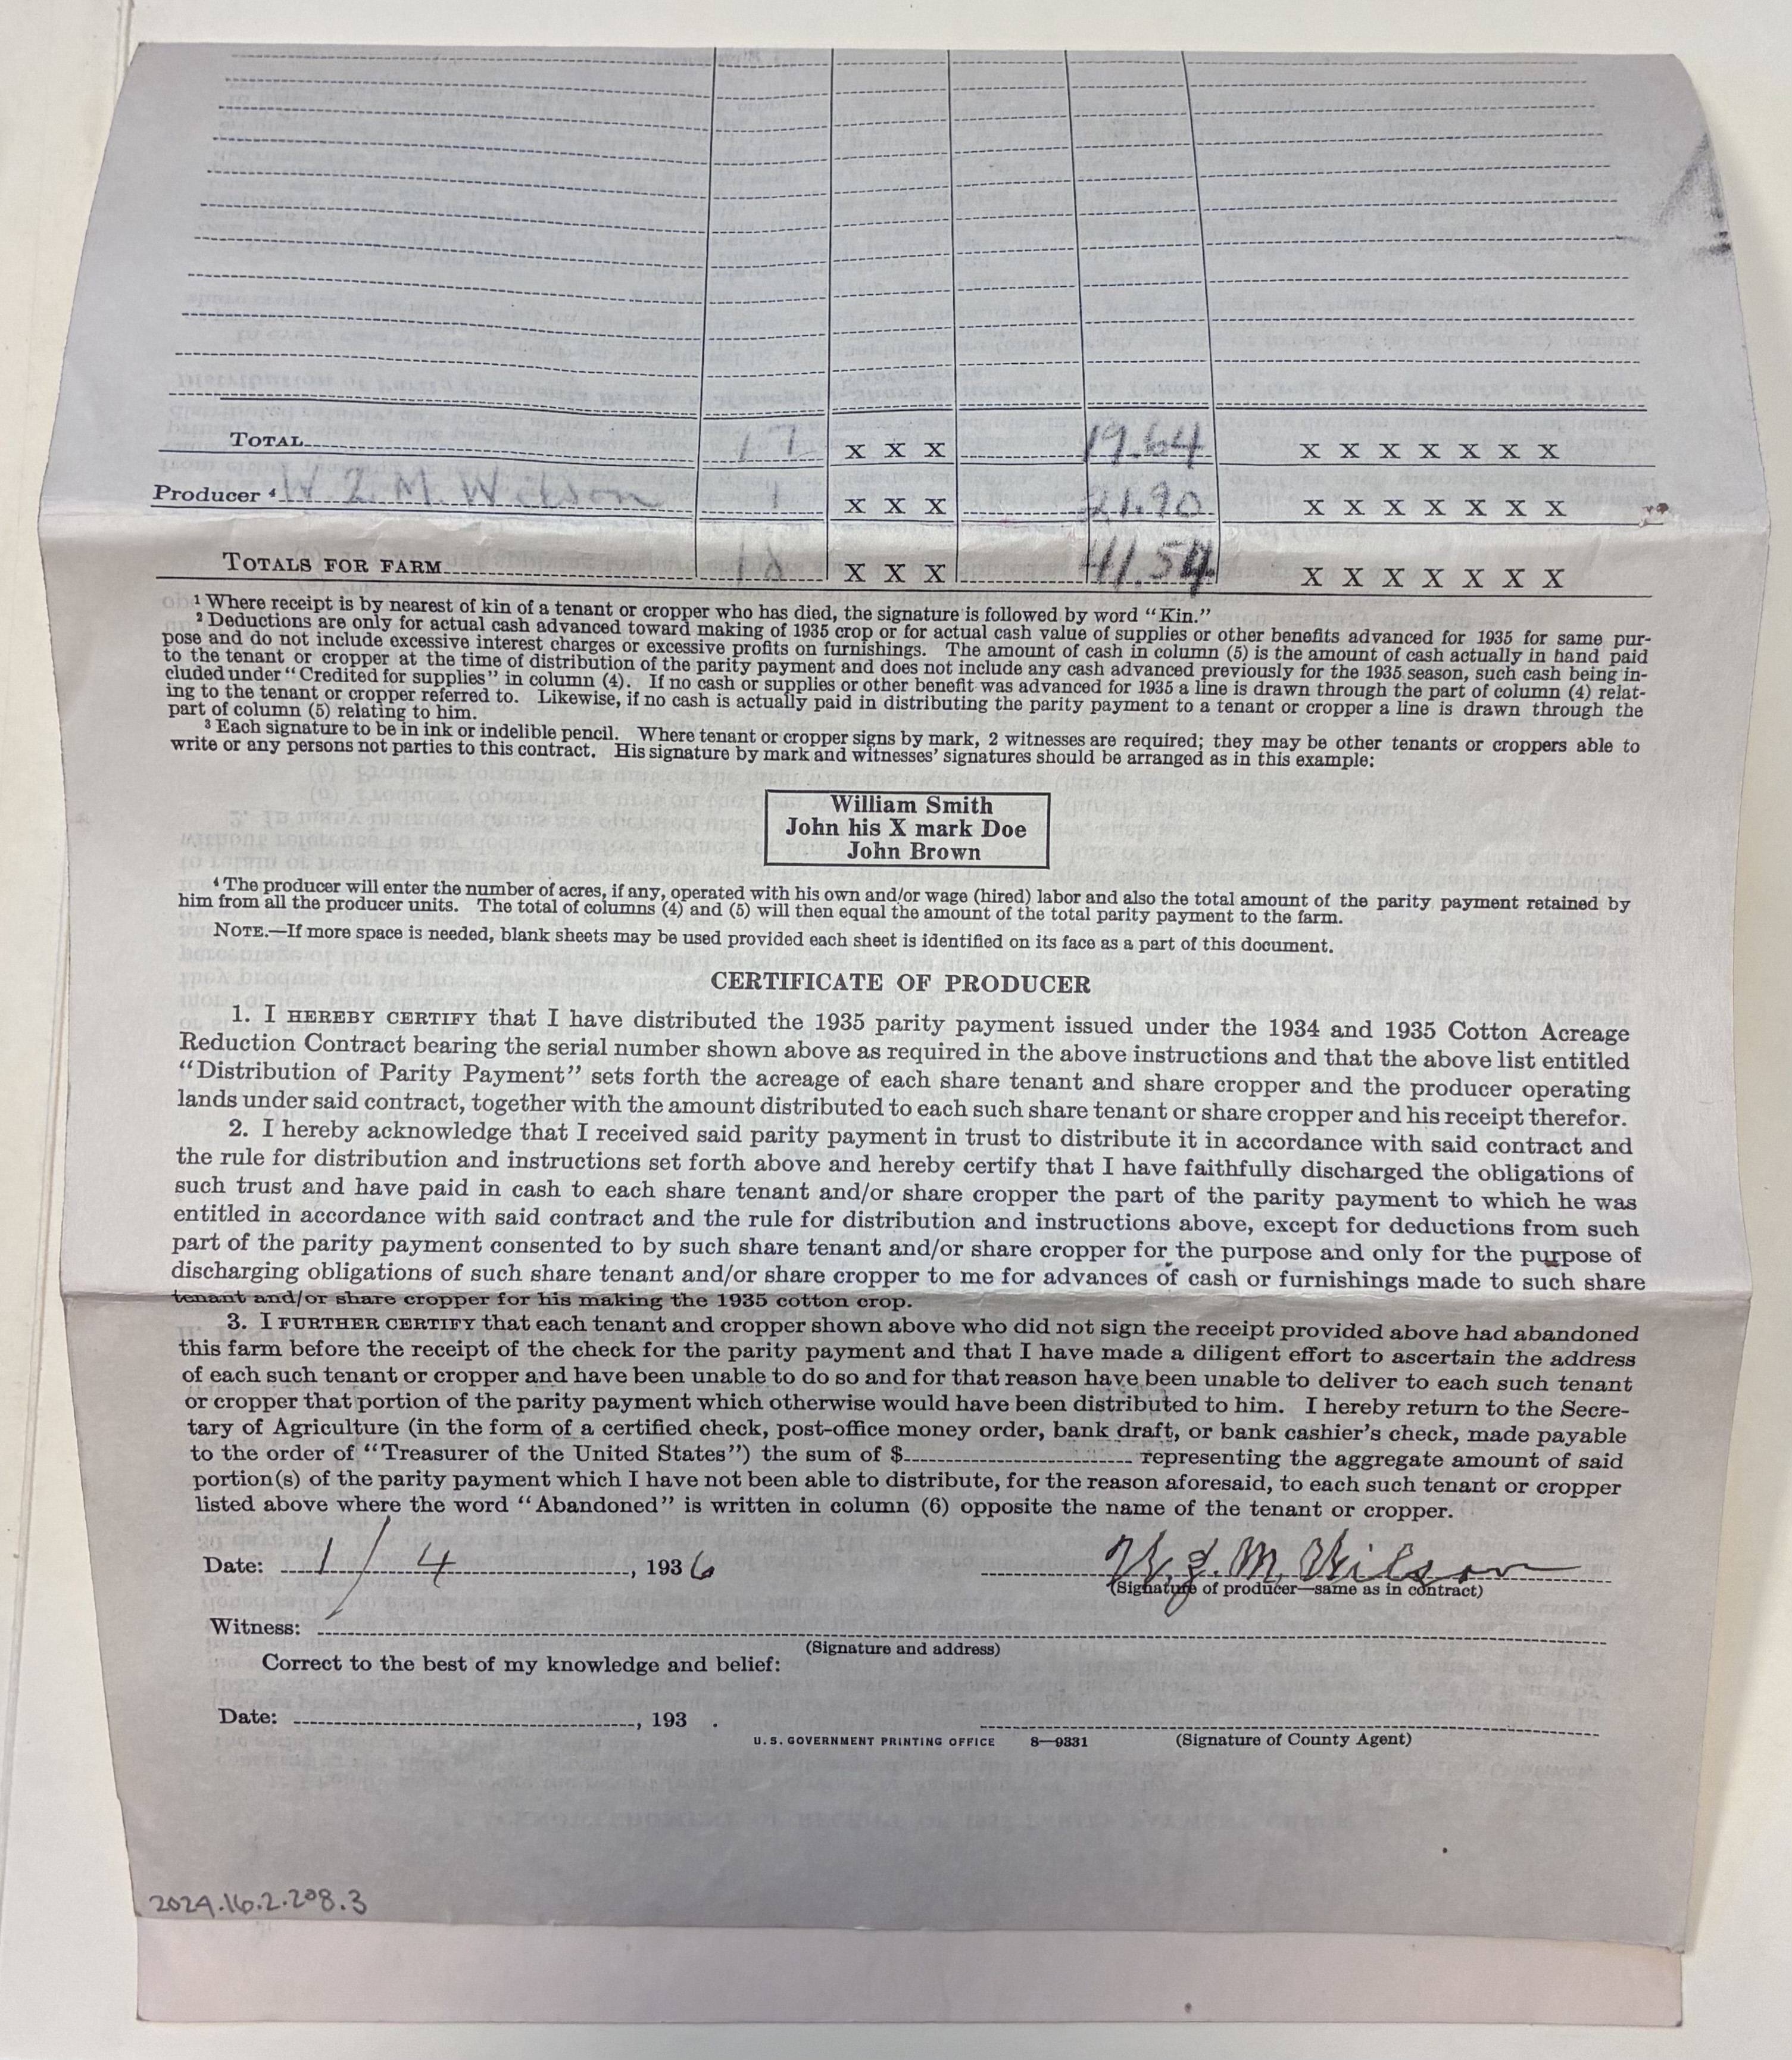 TOTAL 17 X X X 19.64 X X X X X X X
Producer ⁴ W Z. M. Wilson 1 X X X 21.90 X X X X X X X
TOTALS FOR FARM 18 X X X 41.54 X X X X X X X
¹ Where receipt is by nearest of kin of a tenant or cropper who has died, the signature is followed by word "Kin."
² Deductions are only for actual cash advanced toward making of 1935 crop or for actual cash value of supplies or other benefits advanced for 1935 for same pur-
pose and do not include excessive interest charges or excessive profits on furnishings. The amount of cash in column (5) is the amount of cash actually in hand paid
to the tenant or cropper at the time of distribution of the parity payment and does not include any cash advanced previously for the 1935 season, such cash being in-
cluded under "Credited for supplies" in column (4). If no cash or supplies or other benefit was advanced for 1935 a line is drawn through the part of column (4) relat-
ing to the tenant or cropper referred to. Likewise, if no cash is actually paid in distributing the parity payment to a tenant or cropper a line is drawn through the
part of column (5) relating to him.
³ Each signature to be in ink or indelible pencil. Where tenant or cropper signs by mark, 2 witnesses are required; they may be other tenants or croppers able to
write or any persons not parties to this contract. His signature by mark and witnesses' signatures should be arranged as in this example:
William Smith
John his X mark Doe
John Brown
⁴ The producer will enter the number of acres, if any, operated with his own and/or wage (hired) labor and also the total amount of the parity payment retained by
him from all the producer units. The total of columns (4) and (5) will then equal the amount of the total parity payment to the farm.
NOTE.—If more space is needed, blank sheets may be used provided each sheet is identified on its face as a part of this document.
CERTIFICATE OF PRODUCER
1. I HEREBY CERTIFY that I have distributed the 1935 parity payment issued under the 1934 and 1935 Cotton Acreage
Reduction Contract bearing the serial number shown above as required in the above instructions and that the above list entitled
"Distribution of Parity Payment" sets forth the acreage of each share tenant and share cropper and the producer operating
lands under said contract, together with the amount distributed to each such share tenant or share cropper and his receipt therefor.
2. I hereby acknowledge that I received said parity payment in trust to distribute it in accordance with said contract and
the rule for distribution and instructions set forth above and hereby certify that I have faithfully discharged the obligations of
such trust and have paid in cash to each share tenant and/or share cropper the part of the parity payment to which he was
entitled in accordance with said contract and the rule for distribution and instructions above, except for deductions from such
part of the parity payment consented to by such share tenant and/or share cropper for the purpose and only for the purpose of
discharging obligations of such share tenant and/or share cropper to me for advances of cash or furnishings made to such share
tenant and/or share cropper for his making the 1935 cotton crop.
3. I FURTHER CERTIFY that each tenant and cropper shown above who did not sign the receipt provided above had abandoned
this farm before the receipt of the check for the parity payment and that I have made a diligent effort to ascertain the address
of each such tenant or cropper and have been unable to do so and for that reason have been unable to deliver to each such tenant
or cropper that portion of the parity payment which otherwise would have been distributed to him. I hereby return to the Secre-
tary of Agriculture (in the form of a certified check, post-office money order, bank draft, or bank cashier's check, made payable
to the order of "Treasurer of the United States") the sum of $ representing the aggregate amount of said
portion(s) of the parity payment which I have not been able to distribute, for the reason aforesaid, to each such tenant or cropper
listed above where the word "Abandoned" is written in column (6) opposite the name of the tenant or cropper.
Date: 1/4, 1936 W. Z. M. Wilson
(Signature of producer—same as in contract)
Witness:
(Signature and address)
Correct to the best of my knowledge and belief:
Date: , 193 .
U. S. GOVERNMENT PRINTING OFFICE 8—9331 (Signature of County Agent)
2024.16.2.208.3